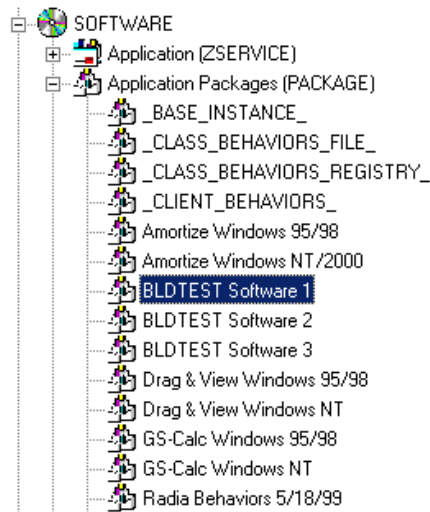 SOFTWARE
Application (ZSERVICE)
Application Packages (PACKAGE)
_BASE_INSTANCE_
_CLASS_BEHAVIORS_FILE_
_CLASS_BEHAVIORS_REGISTRY_
_CLIENT_BEHAVIORS_
Amortize Windows 95/98
Amortize Windows NT/2000
BLDTEST Software 1
BLDTEST Software 2
BLDTEST Software 3
Drag & View Windows 95/98
Drag & View Windows NT
GS-Calc Windows 95/98
GS-Calc Windows NT
Radia Behaviors 5/18/99